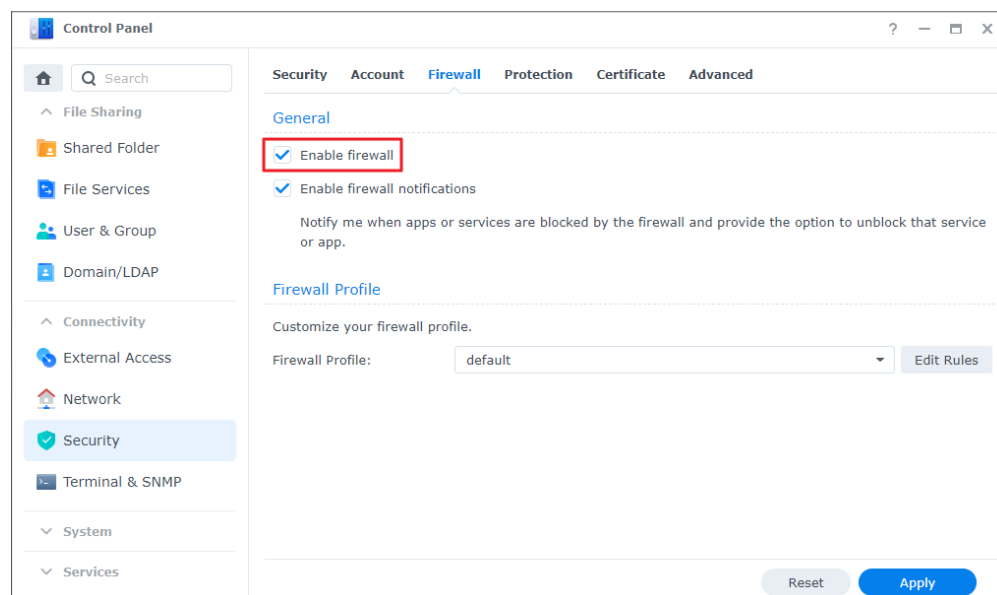 Control Panel
?
Search
File Sharing
Shared Folder
File Services
User & Group
Domain/LDAP
Connectivity
External Access
Network
Security
Terminal & SNMP
System
Services
Security Account Firewall Protection Certificate Advanced
General
Enable firewall
Enable firewall notifications
Notify me when apps or services are blocked by the firewall and provide the option to unblock that service
or app.
Firewall Profile
Customize your firewall profile.
Firewall Profile: default Edit Rules
Reset Apply